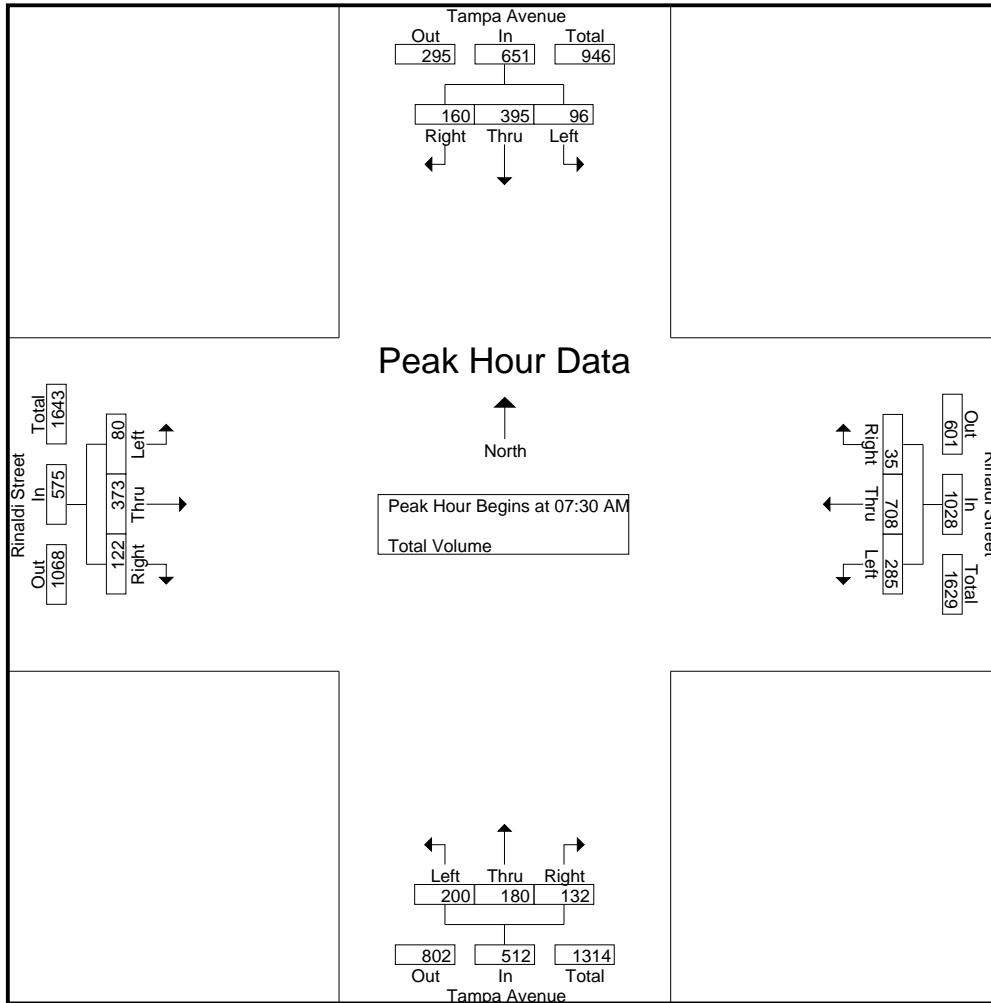 Tampa Avenue
Out In Total
295 651 946
160 395 96
Right Thru Left
Peak Hour Data
North
Peak Hour Begins at 07:30 AM
Total Volume
Rinaldi Street
Total In Out
1643 575 1068
80 373 122
Left Thru Right
Rinaldi Street
Out In Total
601 1028 1629
35 708 285
Right Thru Left
Left Thru Right
200 180 132
802 512 1314
Out In Total
Tampa Avenue